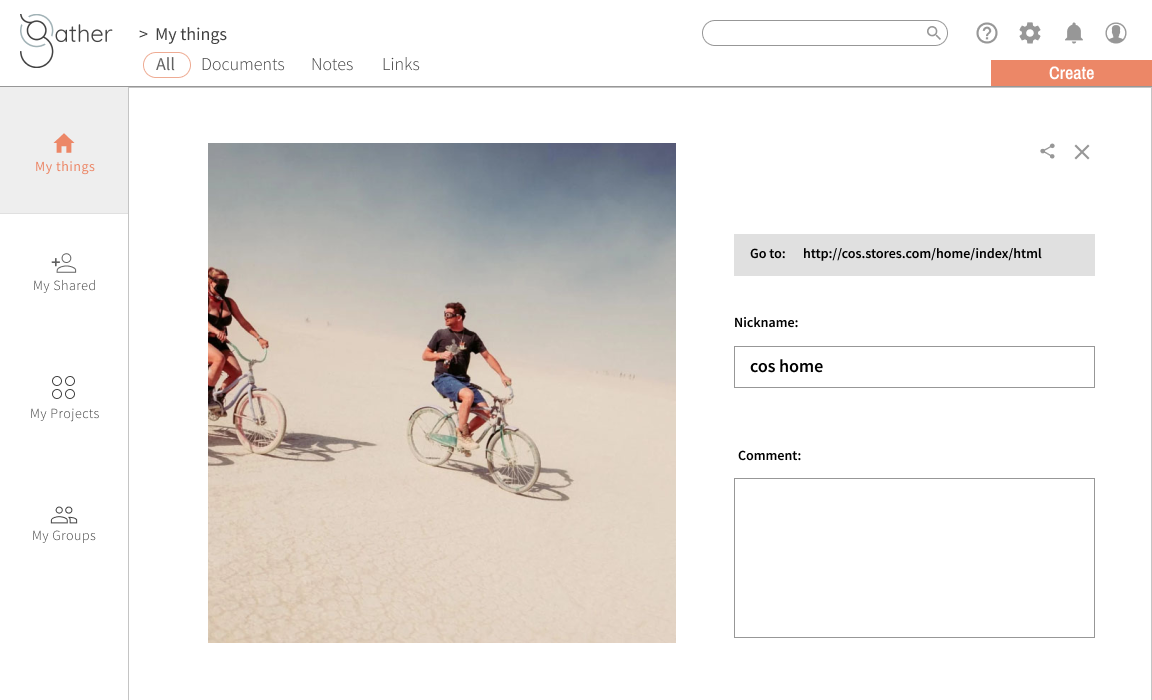 gather
> My things
All Documents Notes Links
Create
My things
My Shared
My Projects
My Groups
Go to: http://cos.stores.com/home/index/html
Nickname:
cos home
Comment: